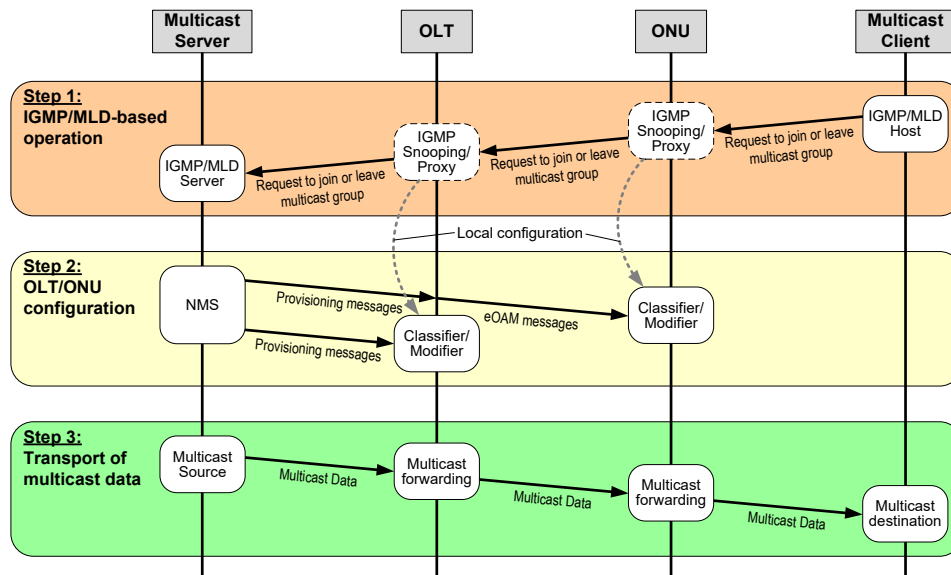 Multicast
Server
OLT
ONU
Multicast
Client
Step 1:
IGMP/MLD-based
operation
IGMP/MLD
Server
Request to join or leave
multicast group
IGMP
Snooping/
Proxy
Request to join or leave
multicast group
IGMP
Snooping/
Proxy
Request to join or leave
multicast group
IGMP/MLD
Host
Local configuration
Step 2:
OLT/ONU
configuration
NMS
Provisioning messages
eOAM messages
Provisioning messages
Classifier/
Modifier
Classifier/
Modifier
Step 3:
Transport of
multicast data
Multicast
Source
Multicast Data
Multicast
forwarding
Multicast Data
Multicast
forwarding
Multicast Data
Multicast
destination